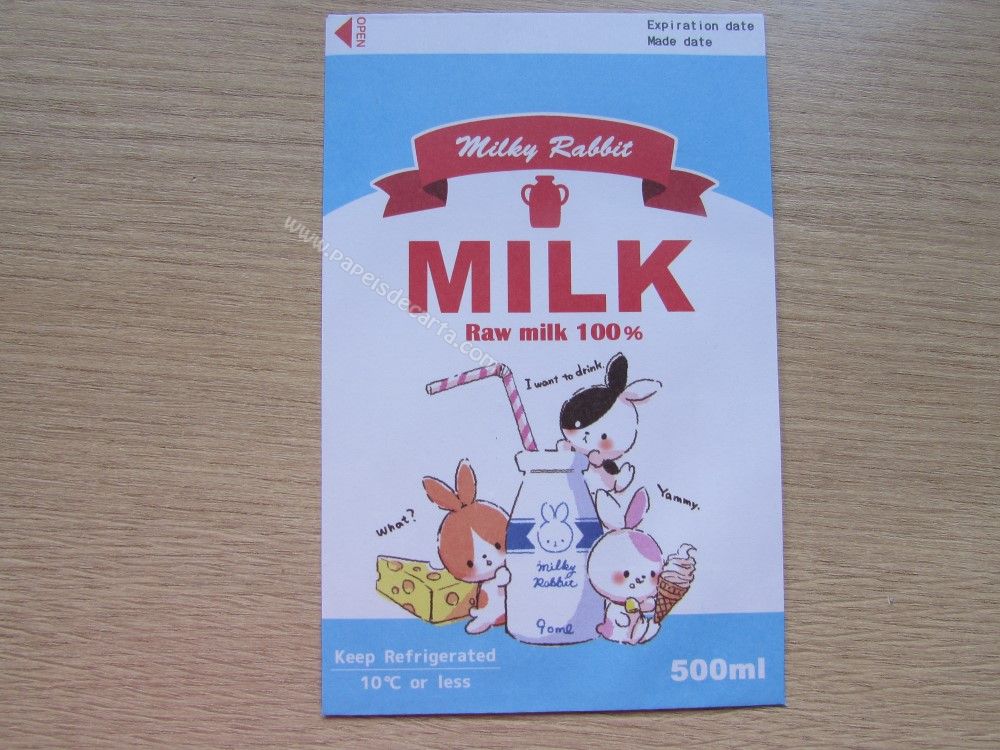 OPEN
Expiration date
Made date
Milky Rabbit
MILK
Raw milk 100%
www.papeisdecarta.com
I want to drink.
Yammy.
What?
milky
Rabbit
90ml
Keep Refrigerated
10℃ or less
500ml